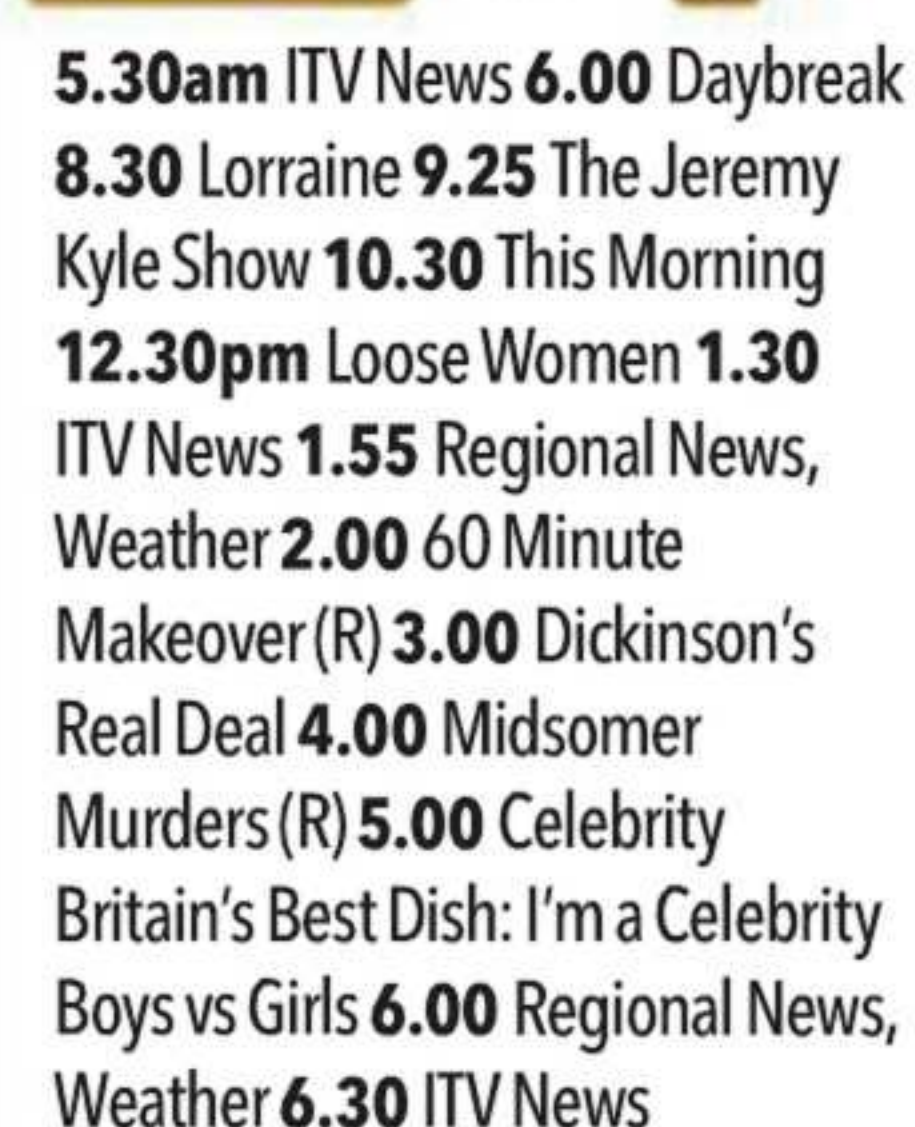 5.30am ITV News 6.00 Daybreak
8.30 Lorraine 9.25 The Jeremy
Kyle Show 10.30 This Morning
12.30pm Loose Women 1.30
ITV News 1.55 Regional News,
Weather 2.00 60 Minute
Makeover (R) 3.00 Dickinson's
Real Deal 4.00 Midsomer
Murders (R) 5.00 Celebrity
Britain's Best Dish: I'm a Celebrity
Boys vs Girls 6.00 Regional News,
Weather 6.30 ITV News